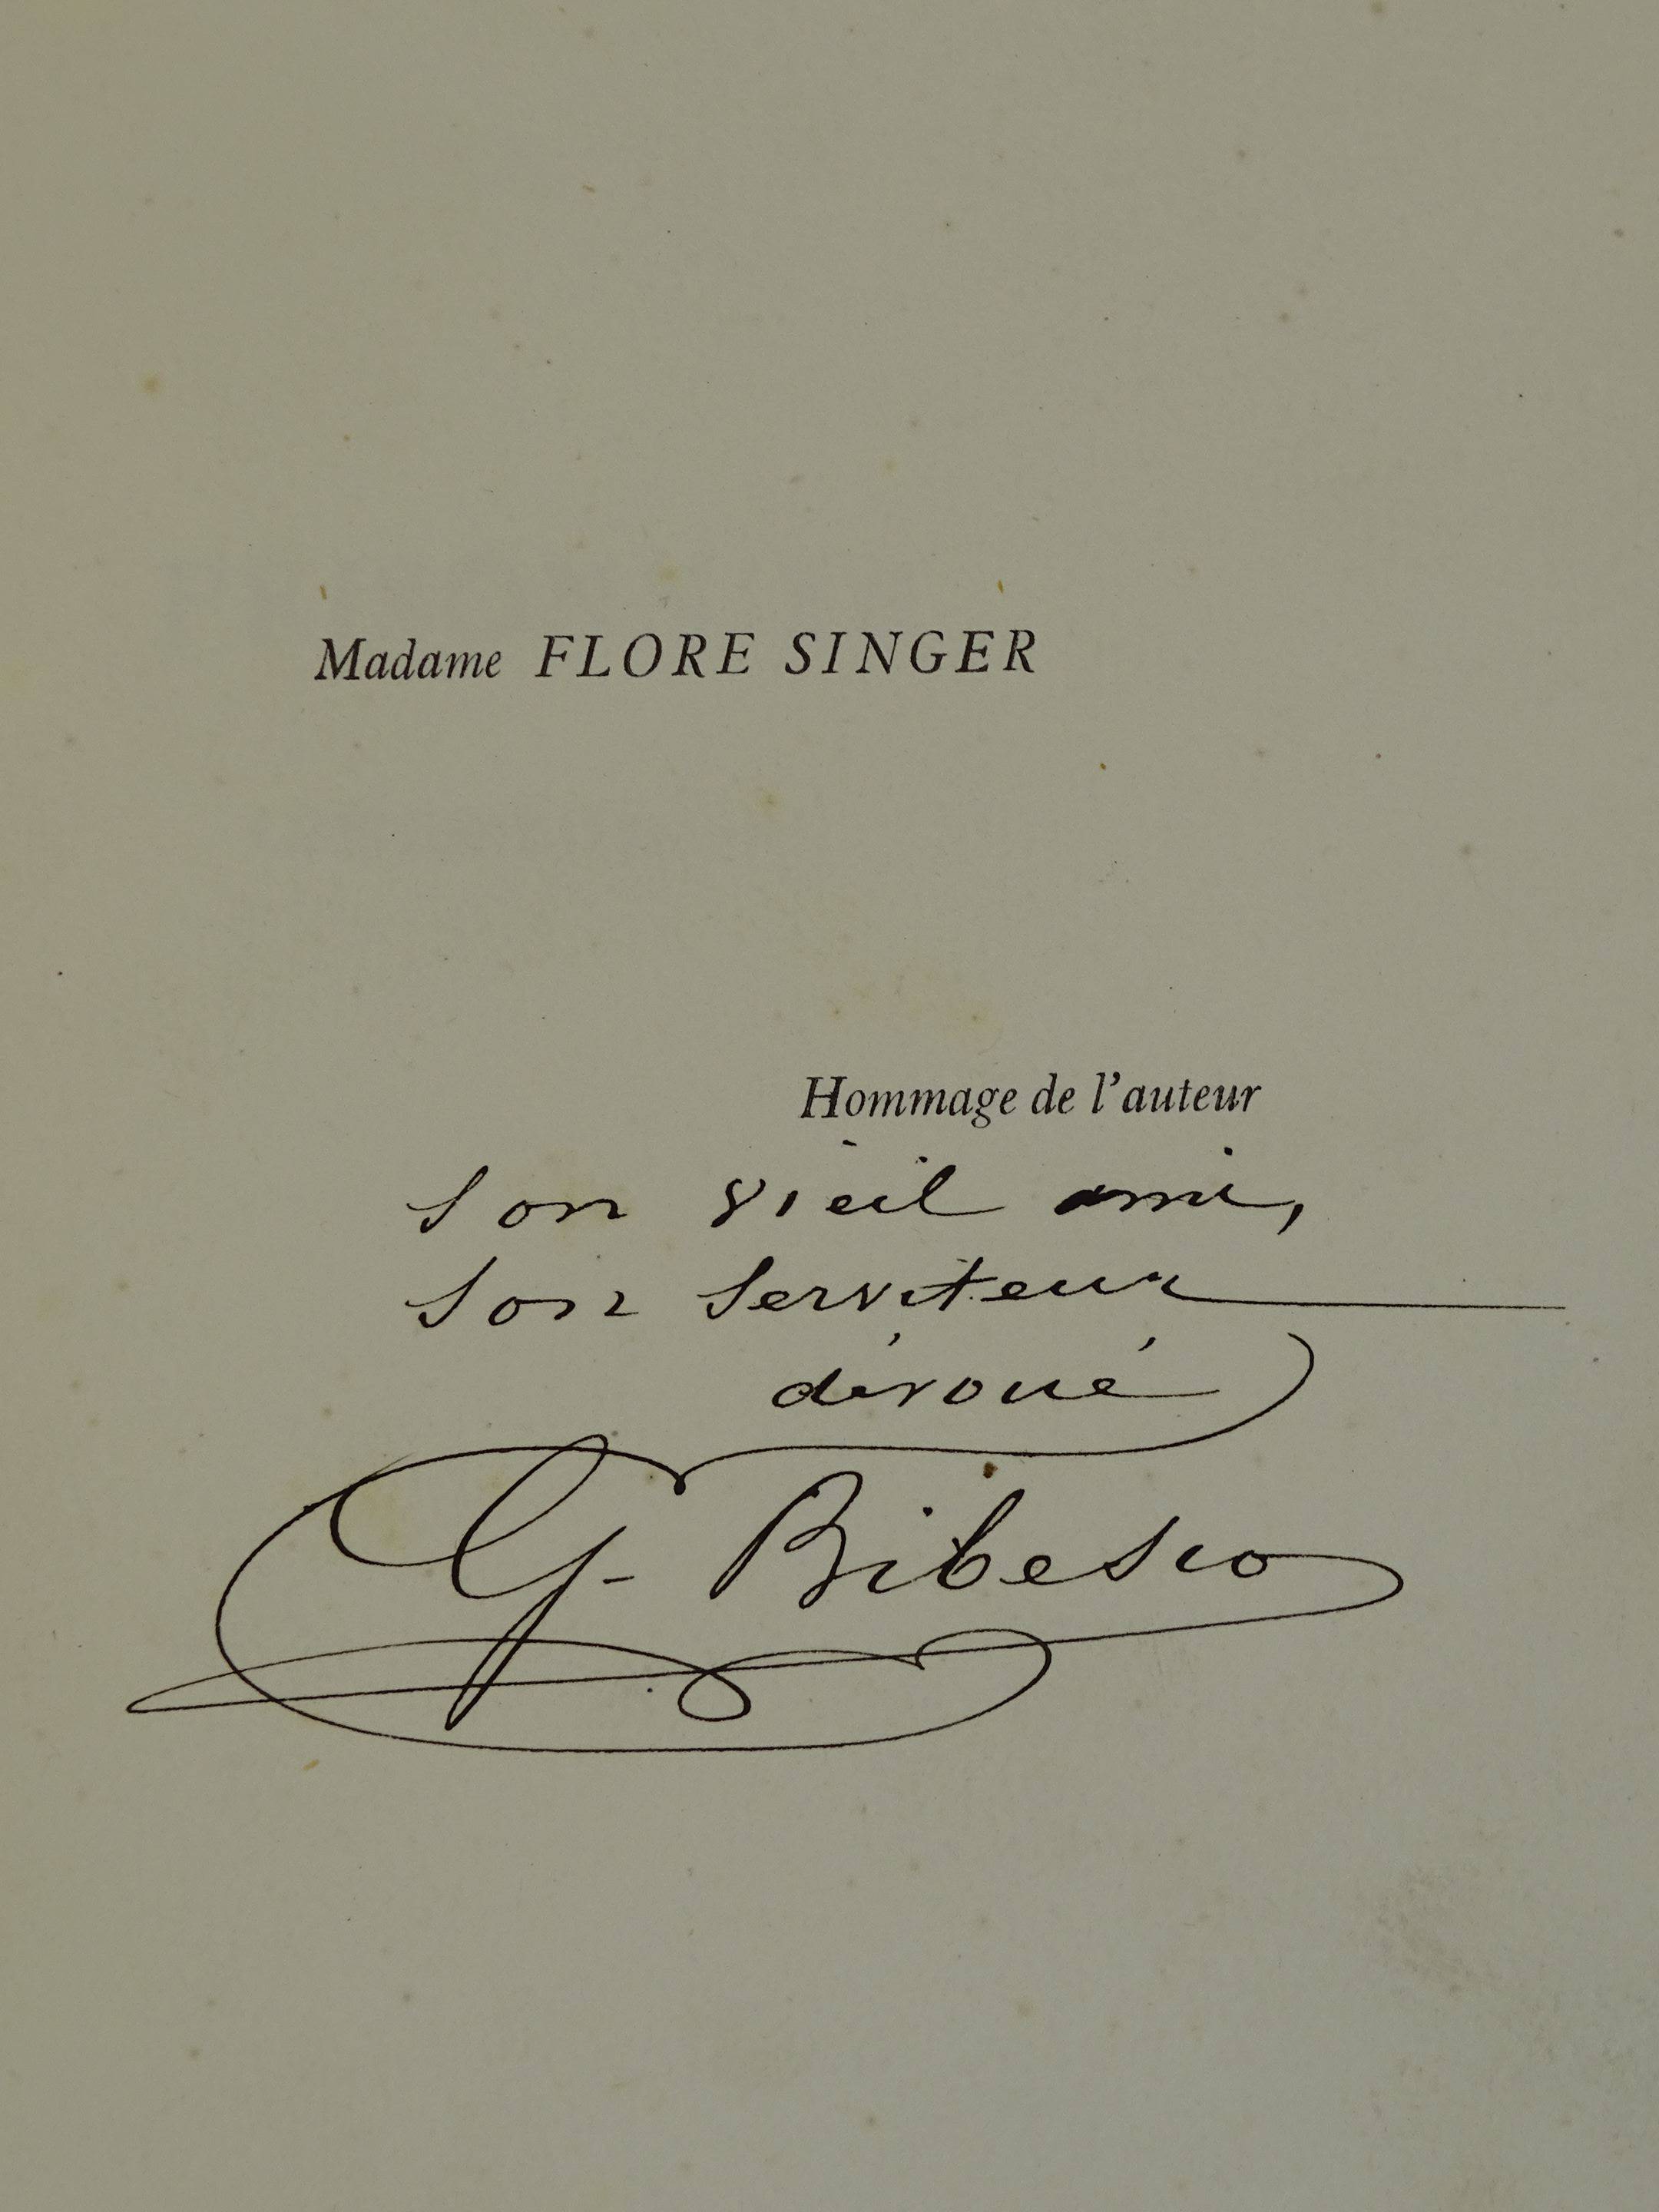 Madame FLORE SINGER
Hommage de l'auteur
son vieil ami,
son serviteur
dévoué
G. Bibesco